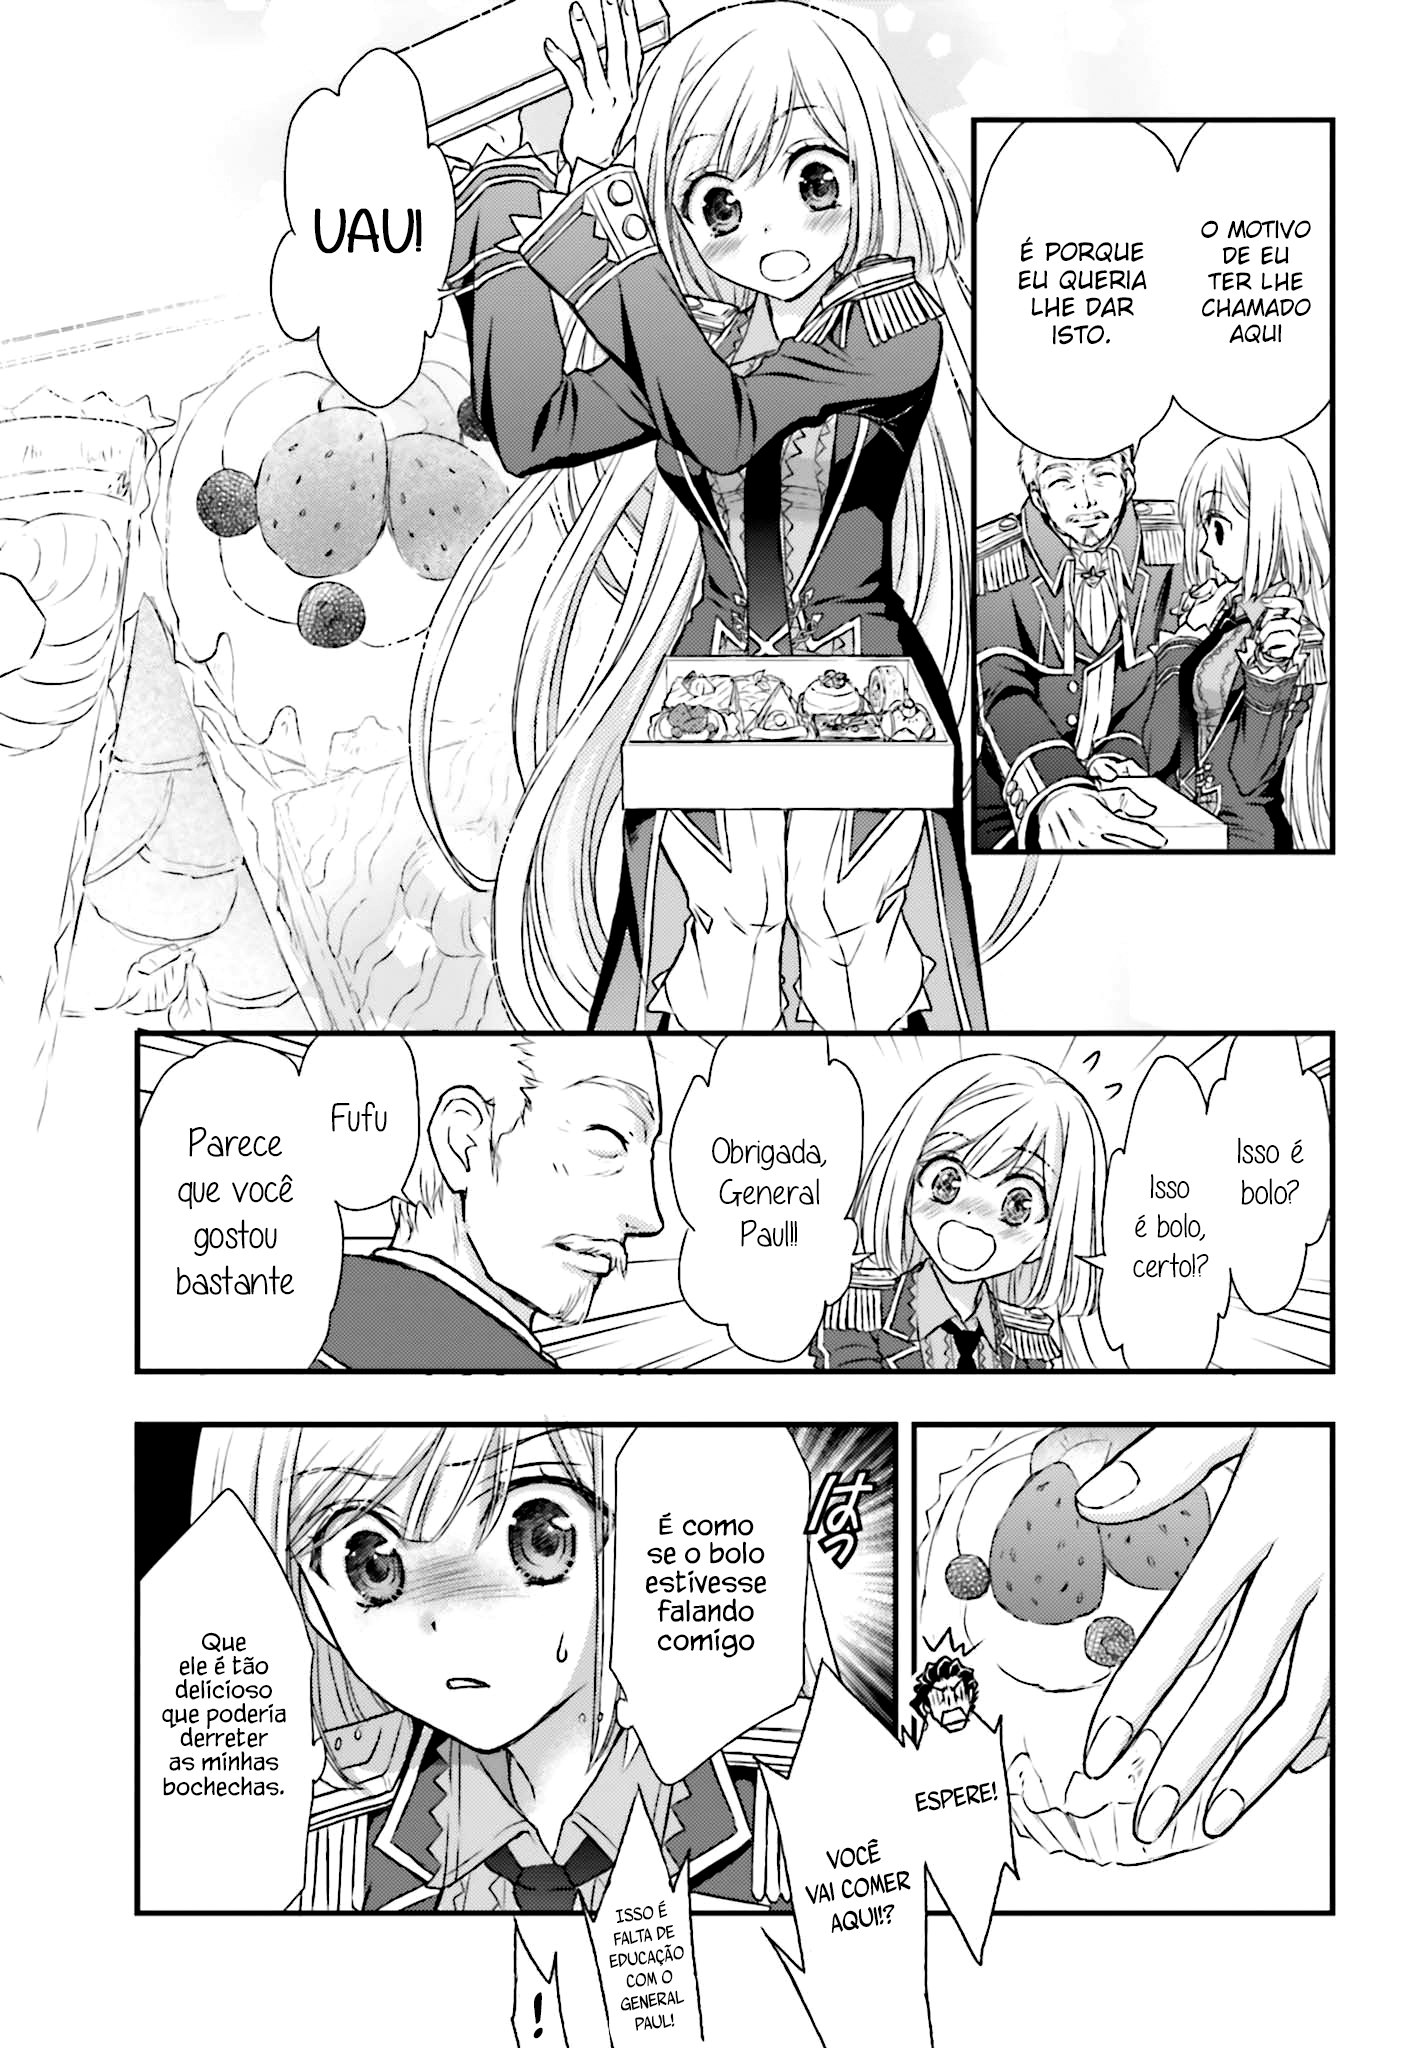 O MOTIVO
DE EU
TER LHE
CHAMADO
AQUI
É PORQUE
EU QUERIA
LHE DAR
ISTO.
UAU!
Isso é
bolo?
Isso
é bolo,
certo!?
Obrigada,
General
Paul!!
Fufu
Parece
que você
gostou
bastante
ESPERE!
VOCÊ
VAI COMER
AQUI!?
はっ
É como
se o bolo
estivesse
falando
comigo
Que
ele é tão
delicioso
que poderia
derreter
as minhas
bochechas.
ISSO É
FALTA DE
EDUCAÇÃO
COM O
GENERAL
PAUL!
!